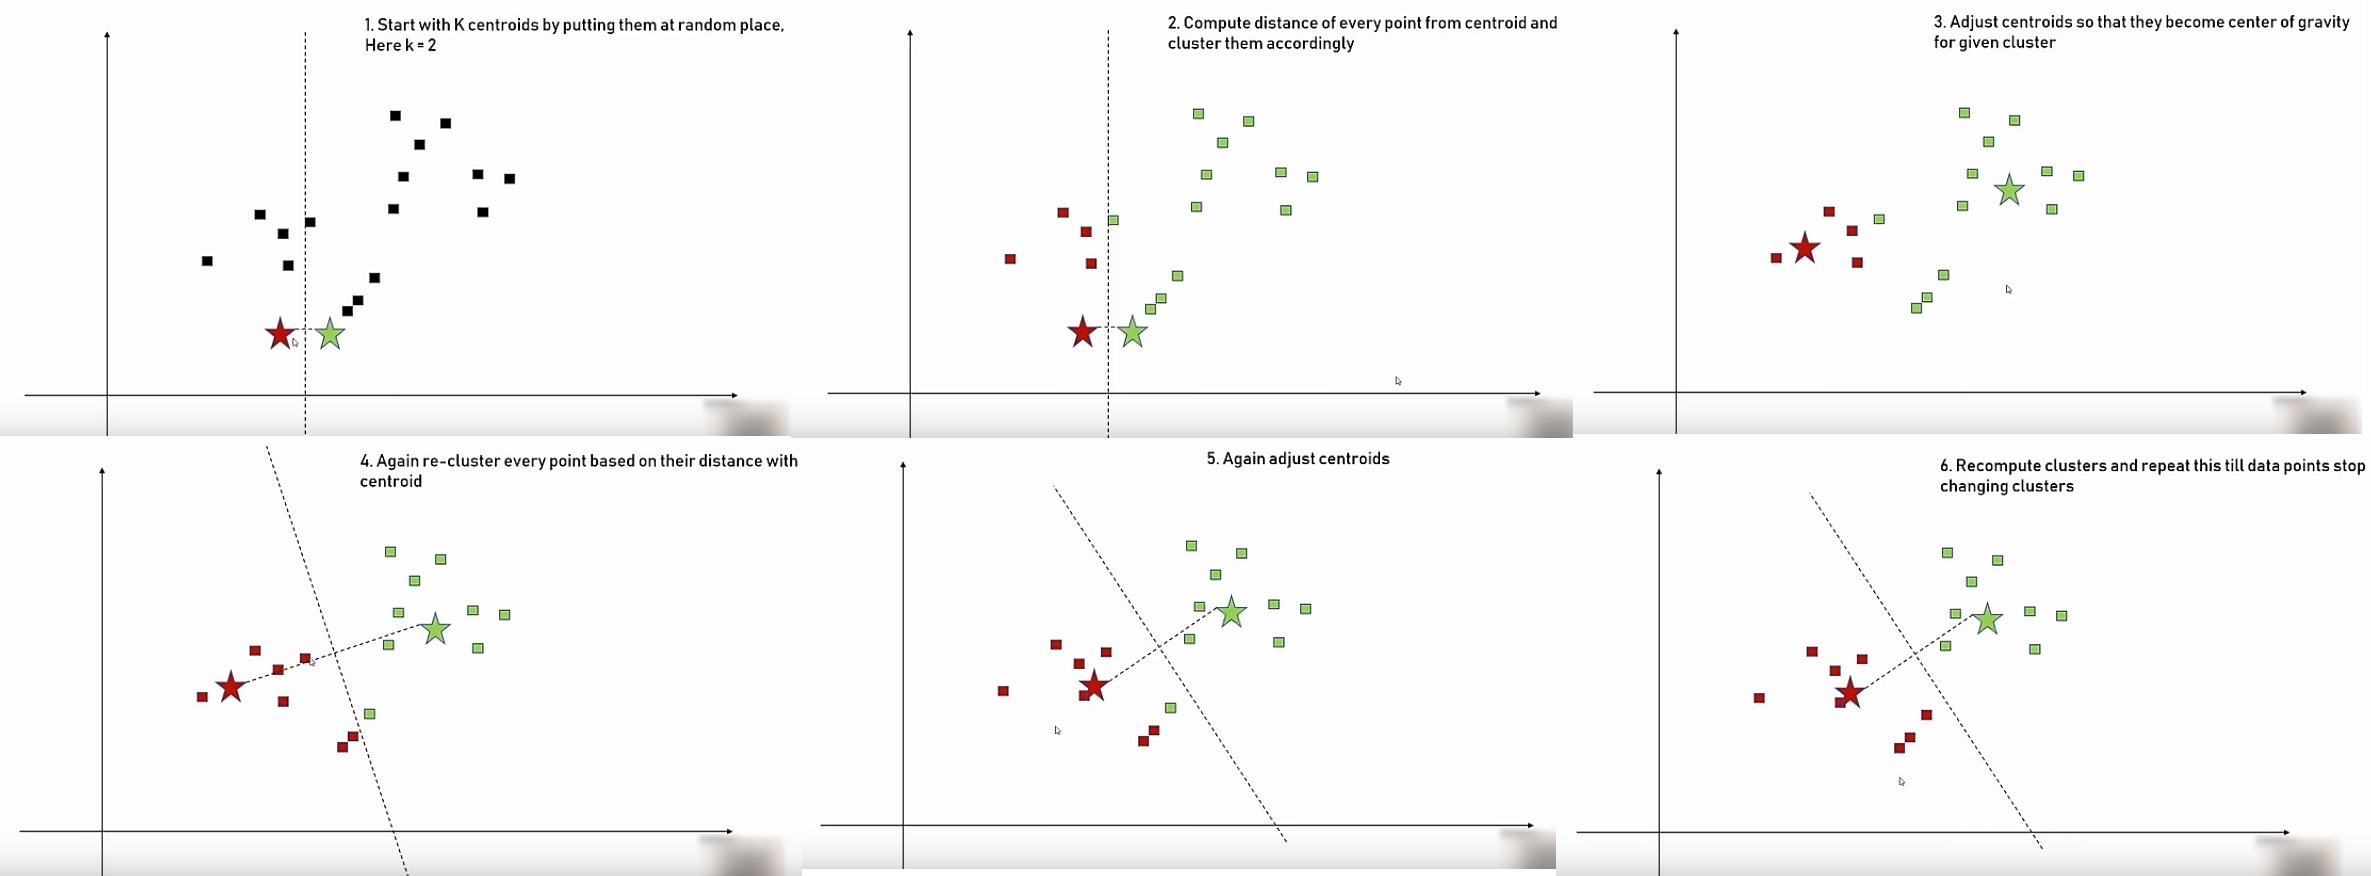 1. Start with K centroids by putting them at random place,
Here k = 2
2. Compute distance of every point from centroid and
cluster them accordingly
3. Adjust centroids so that they become center of gravity
for given cluster
4. Again re-cluster every point based on their distance with
centroid
5. Again adjust centroids
6. Recompute clusters and repeat this till data points stop
changing clusters